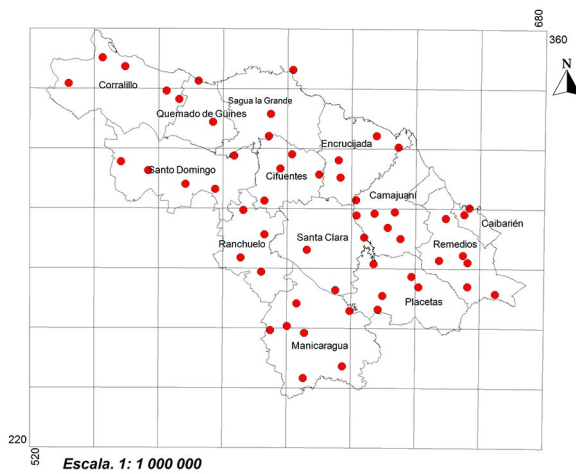 680
360
N
Corralillo
Quemado de Güines
Sagua la Grande
Encrucijada
Santo Domingo
Cifuentes
Camajuaní
Caibarién
Ranchuelo
Santa Clara
Remedios
Placetas
Manicaragua
220
520
Escala. 1: 1 000 000